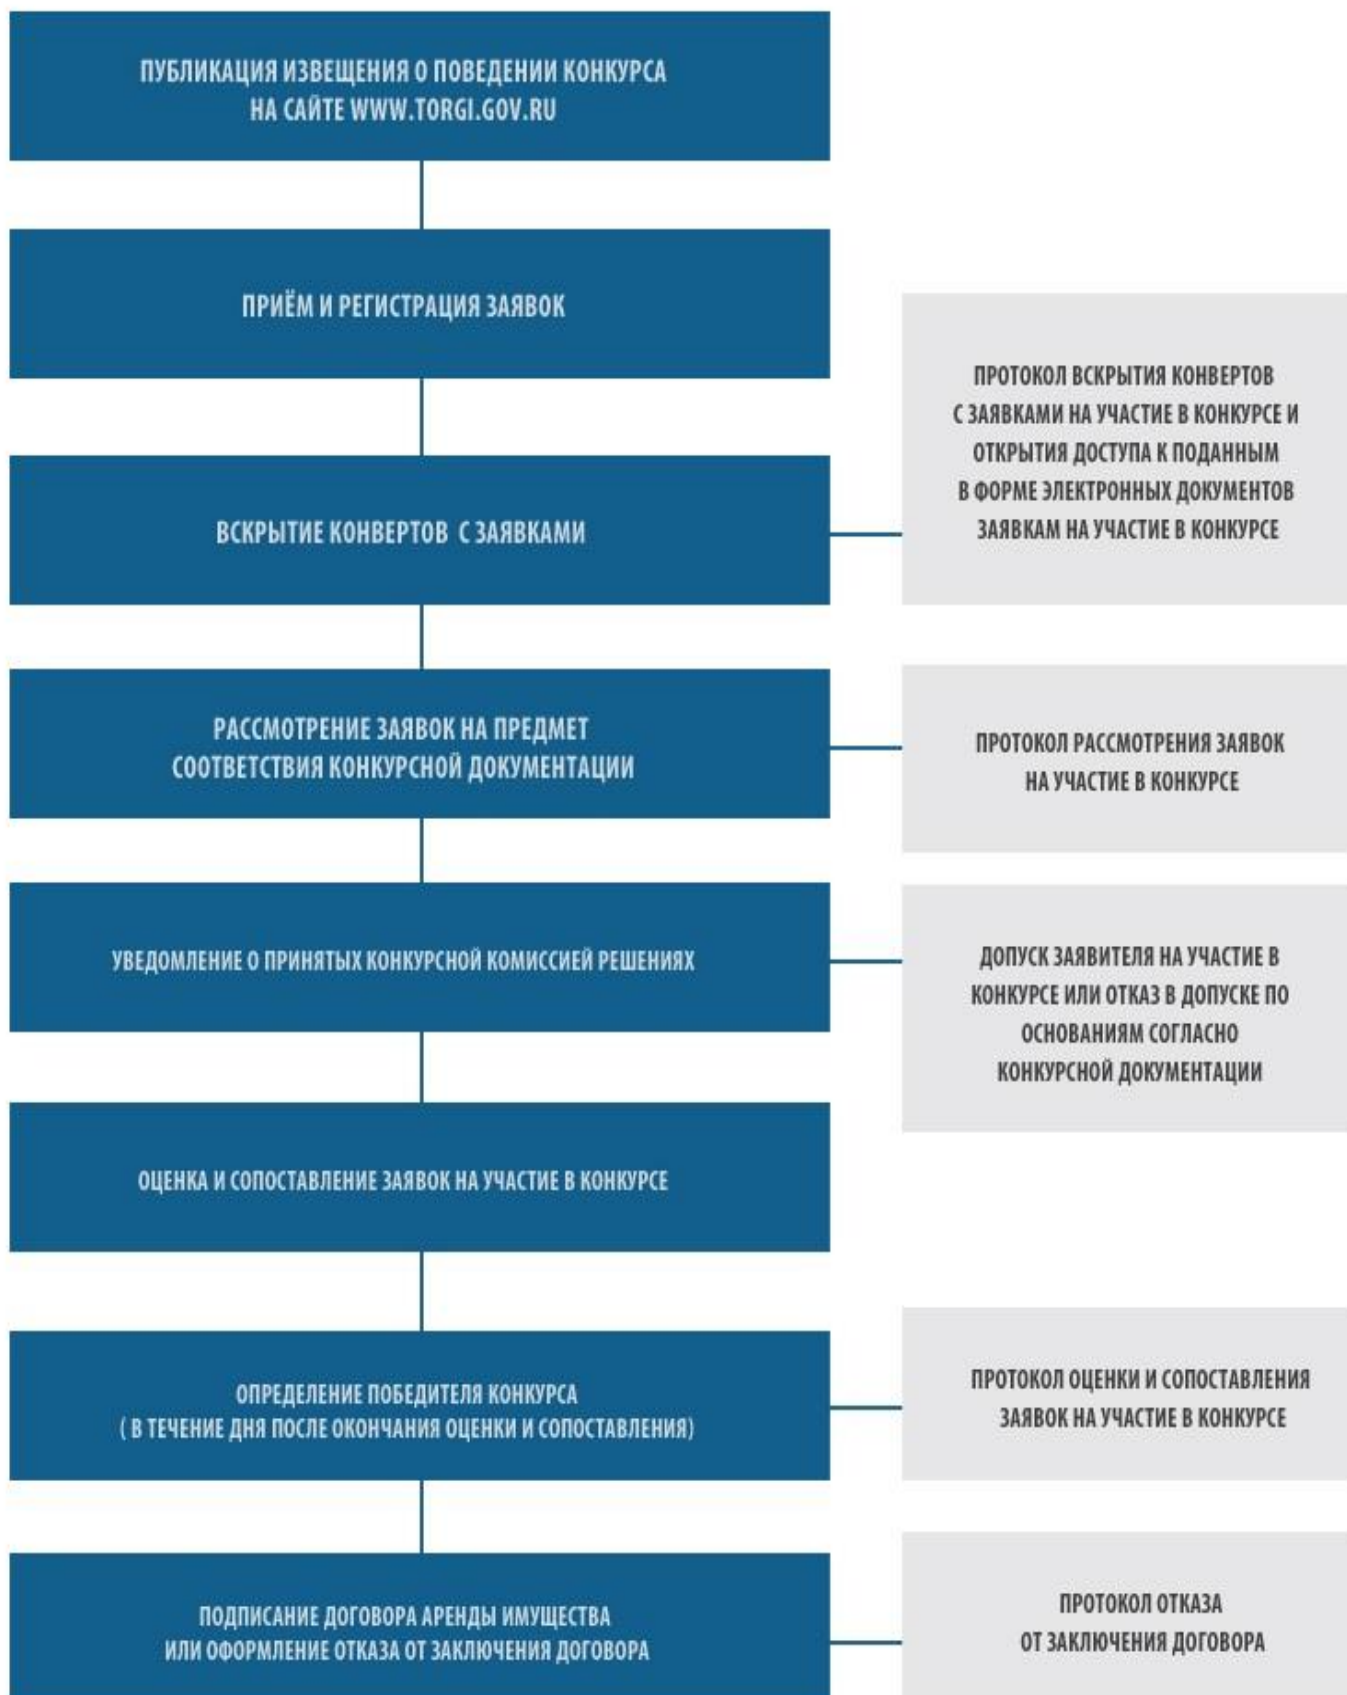 ПУБЛИКАЦИЯ ИЗВЕЩЕНИЯ О ПОВЕДЕНИИ КОНКУРСА
НА САЙТЕ WWW.TORGI.GOV.RU
ПРИЁМ И РЕГИСТРАЦИЯ ЗАЯВОК
ВСКРЫТИЕ КОНВЕРТОВ С ЗАЯВКАМИ
ПРОТОКОЛ ВСКРЫТИЯ КОНВЕРТОВ
С ЗАЯВКАМИ НА УЧАСТИЕ В КОНКУРСЕ И
ОТКРЫТИЯ ДОСТУПА К ПОДАННЫМ
В ФОРМЕ ЭЛЕКТРОННЫХ ДОКУМЕНТОВ
ЗАЯВКАМ НА УЧАСТИЕ В КОНКУРСЕ
РАССМОТРЕНИЕ ЗАЯВОК НА ПРЕДМЕТ
СООТВЕТСТВИЯ КОНКУРСНОЙ ДОКУМЕНТАЦИИ
ПРОТОКОЛ РАССМОТРЕНИЯ ЗАЯВОК
НА УЧАСТИЕ В КОНКУРСЕ
УВЕДОМЛЕНИЕ О ПРИНЯТЫХ КОНКУРСНОЙ КОМИССИЕЙ РЕШЕНИЯХ
ДОПУСК ЗАЯВИТЕЛЯ НА УЧАСТИЕ В
КОНКУРСЕ ИЛИ ОТКАЗ В ДОПУСКЕ ПО
ОСНОВАНИЯМ СОГЛАСНО
КОНКУРСНОЙ ДОКУМЕНТАЦИИ
ОЦЕНКА И СОПОСТАВЛЕНИЕ ЗАЯВОК НА УЧАСТИЕ В КОНКУРСЕ
ОПРЕДЕЛЕНИЕ ПОБЕДИТЕЛЯ КОНКУРСА
( В ТЕЧЕНИЕ ДНЯ ПОСЛЕ ОКОНЧАНИЯ ОЦЕНКИ И СОПОСТАВЛЕНИЯ)
ПРОТОКОЛ ОЦЕНКИ И СОПОСТАВЛЕНИЯ
ЗАЯВОК НА УЧАСТИЕ В КОНКУРСЕ
ПОДПИСАНИЕ ДОГОВОРА АРЕНДЫ ИМУЩЕСТВА
ИЛИ ОФОРМЛЕНИЕ ОТКАЗА ОТ ЗАКЛЮЧЕНИЯ ДОГОВОРА
ПРОТОКОЛ ОТКАЗА
ОТ ЗАКЛЮЧЕНИЯ ДОГОВОРА